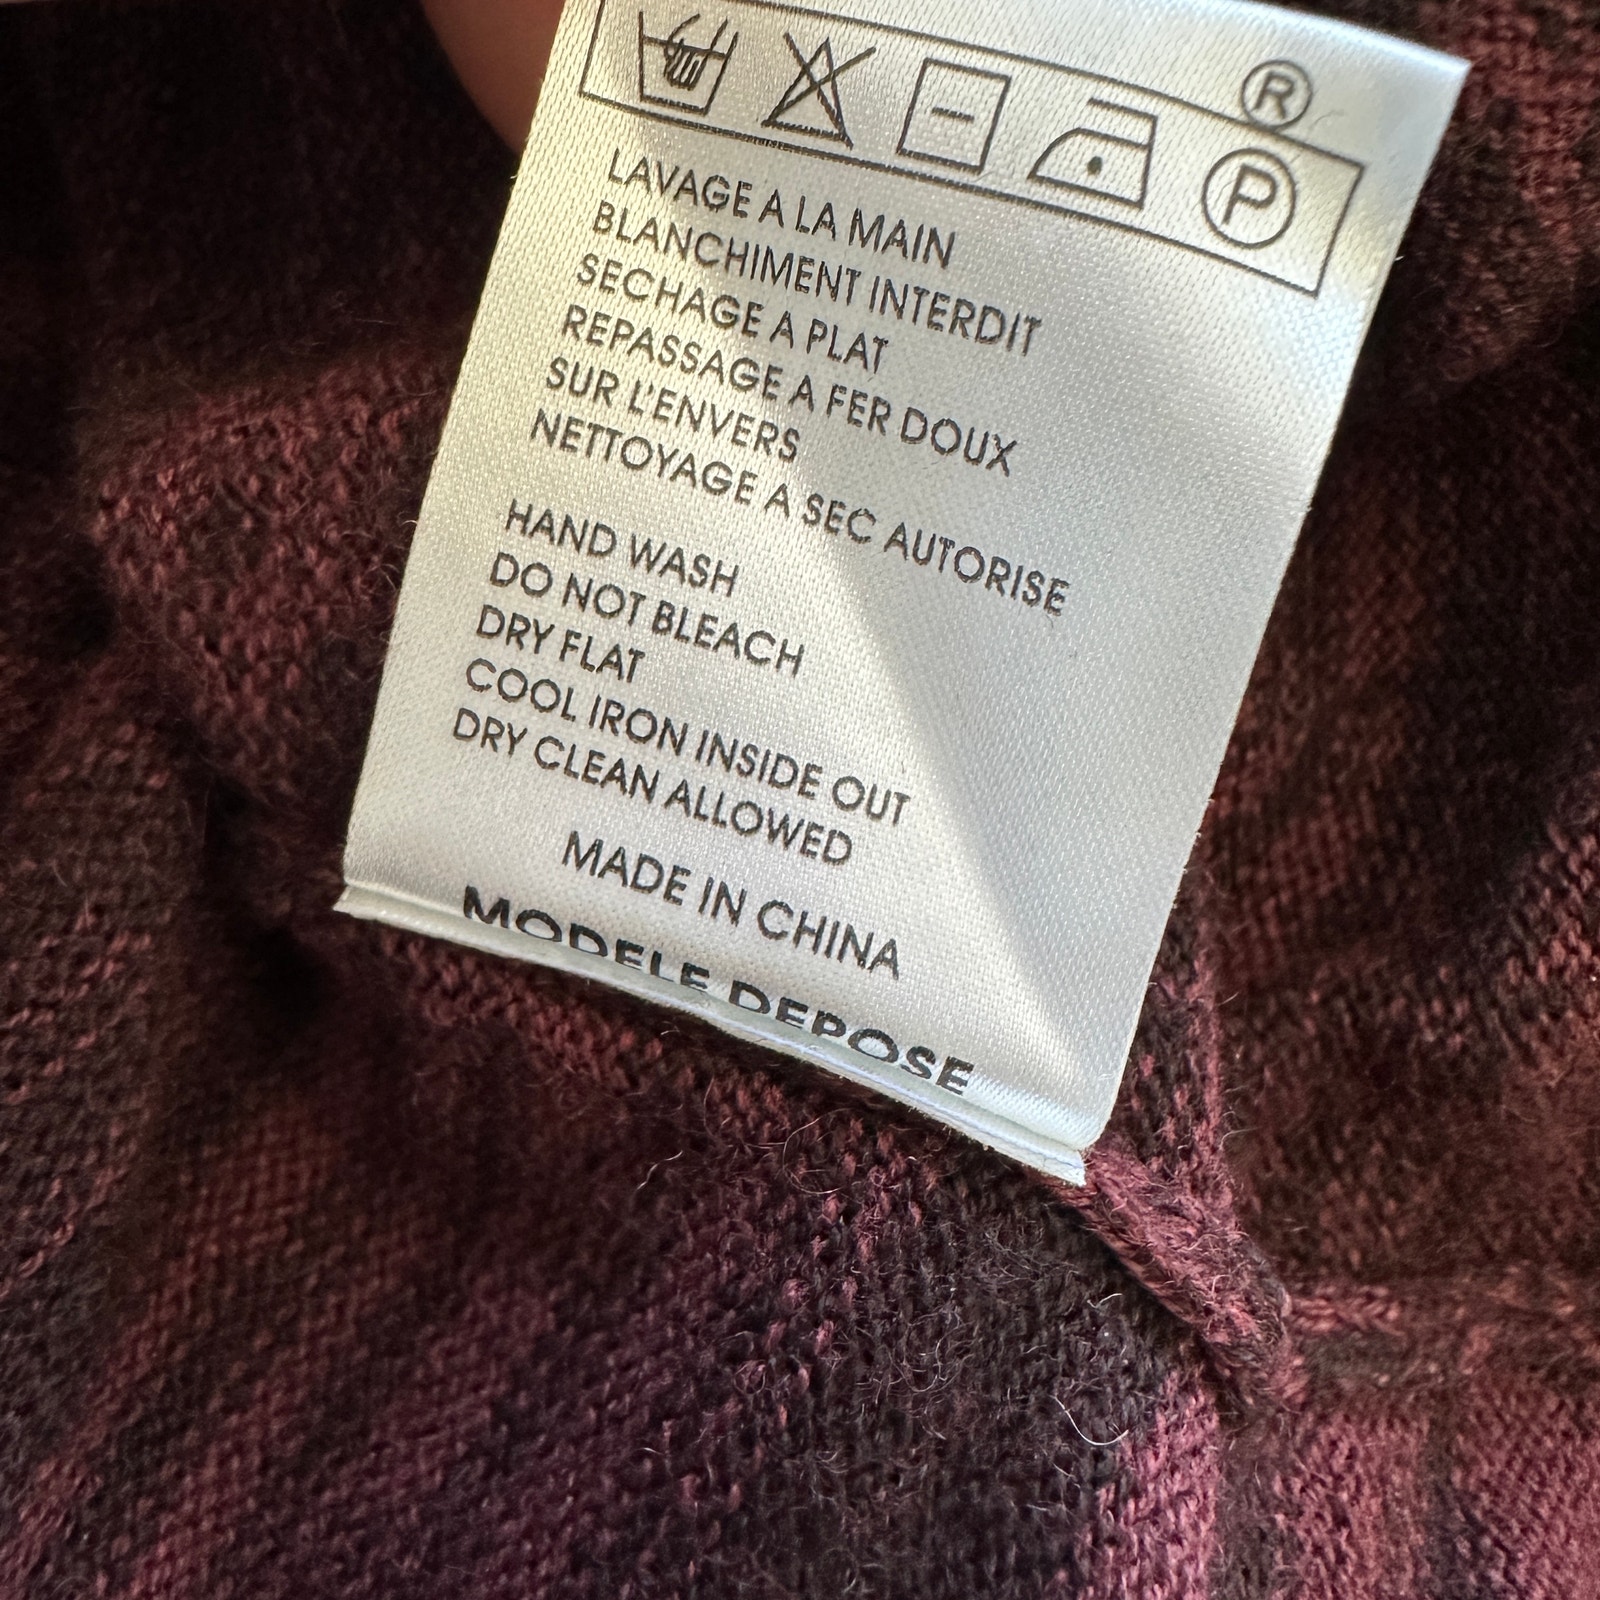 ®
P
LAVAGE A LA MAIN
BLANCHIMENT INTERDIT
SECHAGE A PLAT
REPASSAGE A FER DOUX
SUR L'ENVERS
NETTOYAGE A SEC AUTORISE
HAND WASH
DO NOT BLEACH
DRY FLAT
COOL IRON INSIDE OUT
DRY CLEAN ALLOWED
MADE IN CHINA
MODELE DEPOSE